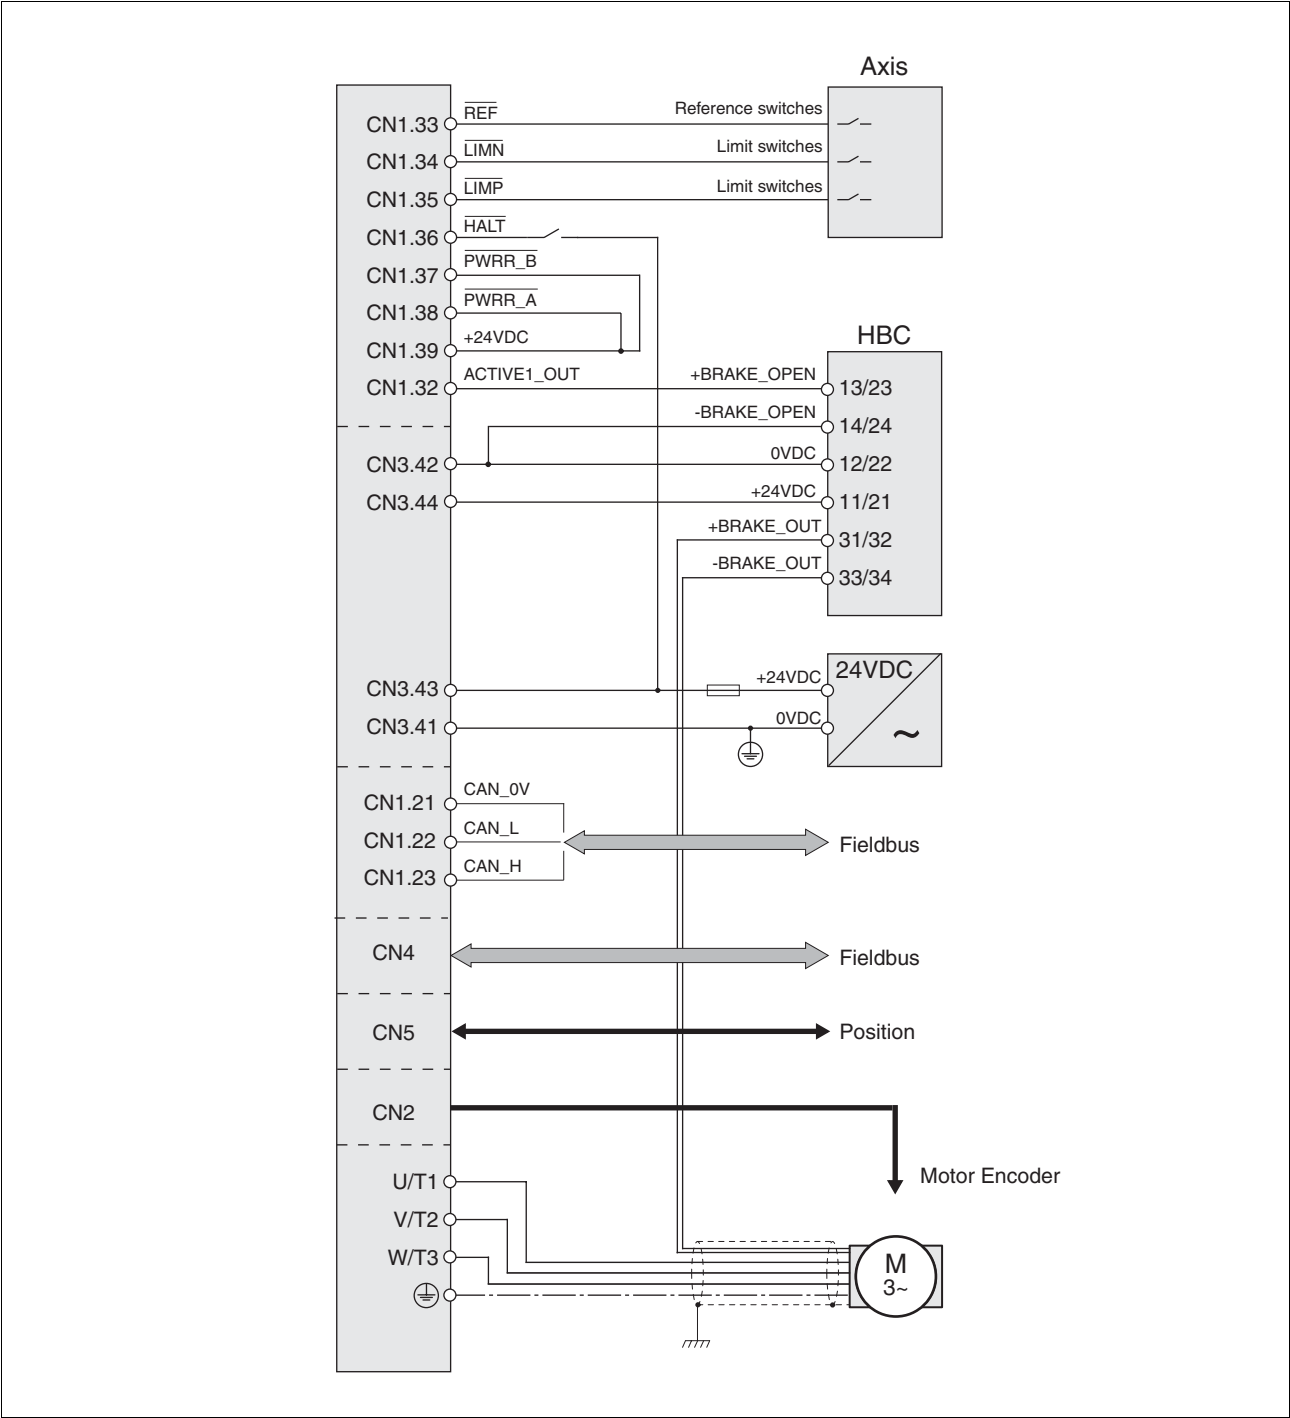 Axis
CN1.33 REF Reference switches
CN1.34 LIMN Limit switches
CN1.35 LIMP Limit switches
CN1.36 HALT
CN1.37 PWRR_B
CN1.38 PWRR_A
HBC
CN1.39 +24VDC
CN1.32 ACTIVE1_OUT +BRAKE_OPEN 13/23
-BRAKE_OPEN 14/24
CN3.42 0VDC 12/22
CN3.44 +24VDC 11/21
+BRAKE_OUT 31/32
-BRAKE_OUT 33/34
24VDC
CN3.43 +24VDC
CN3.41 0VDC
~
CN1.21 CAN_0V
CN1.22 CAN_L Fieldbus
CN1.23 CAN_H
CN4 Fieldbus
CN5 Position
CN2
Motor Encoder
U/T1
V/T2
W/T3
M
3~